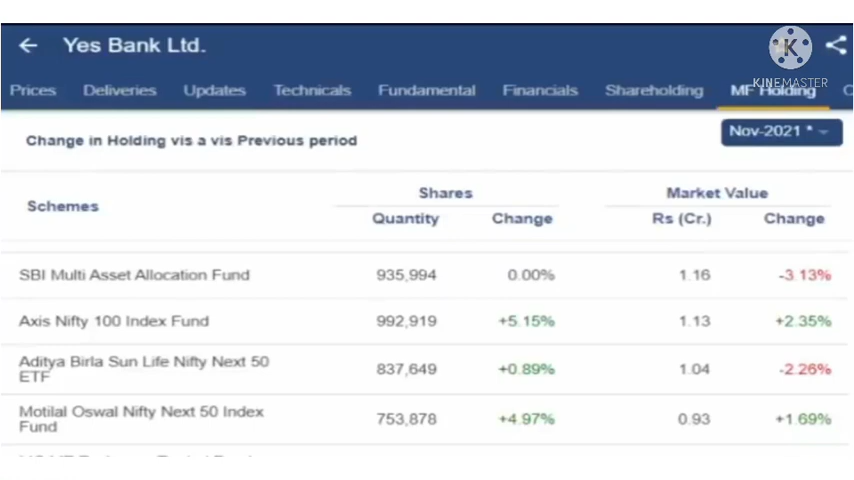 Yes Bank Ltd.
K
KINEMASTER
Prices Deliveries Updates Technicals Fundamental Financials Shareholding MF Holding
Change in Holding vis a vis Previous period
Nov-2021 *
Schemes Shares Market Value
Quantity Change Rs (Cr.) Change
SBI Multi Asset Allocation Fund 935,994 0.00% 1.16 -3.13%
Axis Nifty 100 Index Fund 992,919 +5.15% 1.13 +2.35%
Aditya Birla Sun Life Nifty Next 50
ETF 837,649 +0.89% 1.04 -2.26%
Motilal Oswal Nifty Next 50 Index
Fund 753,878 +4.97% 0.93 +1.69%